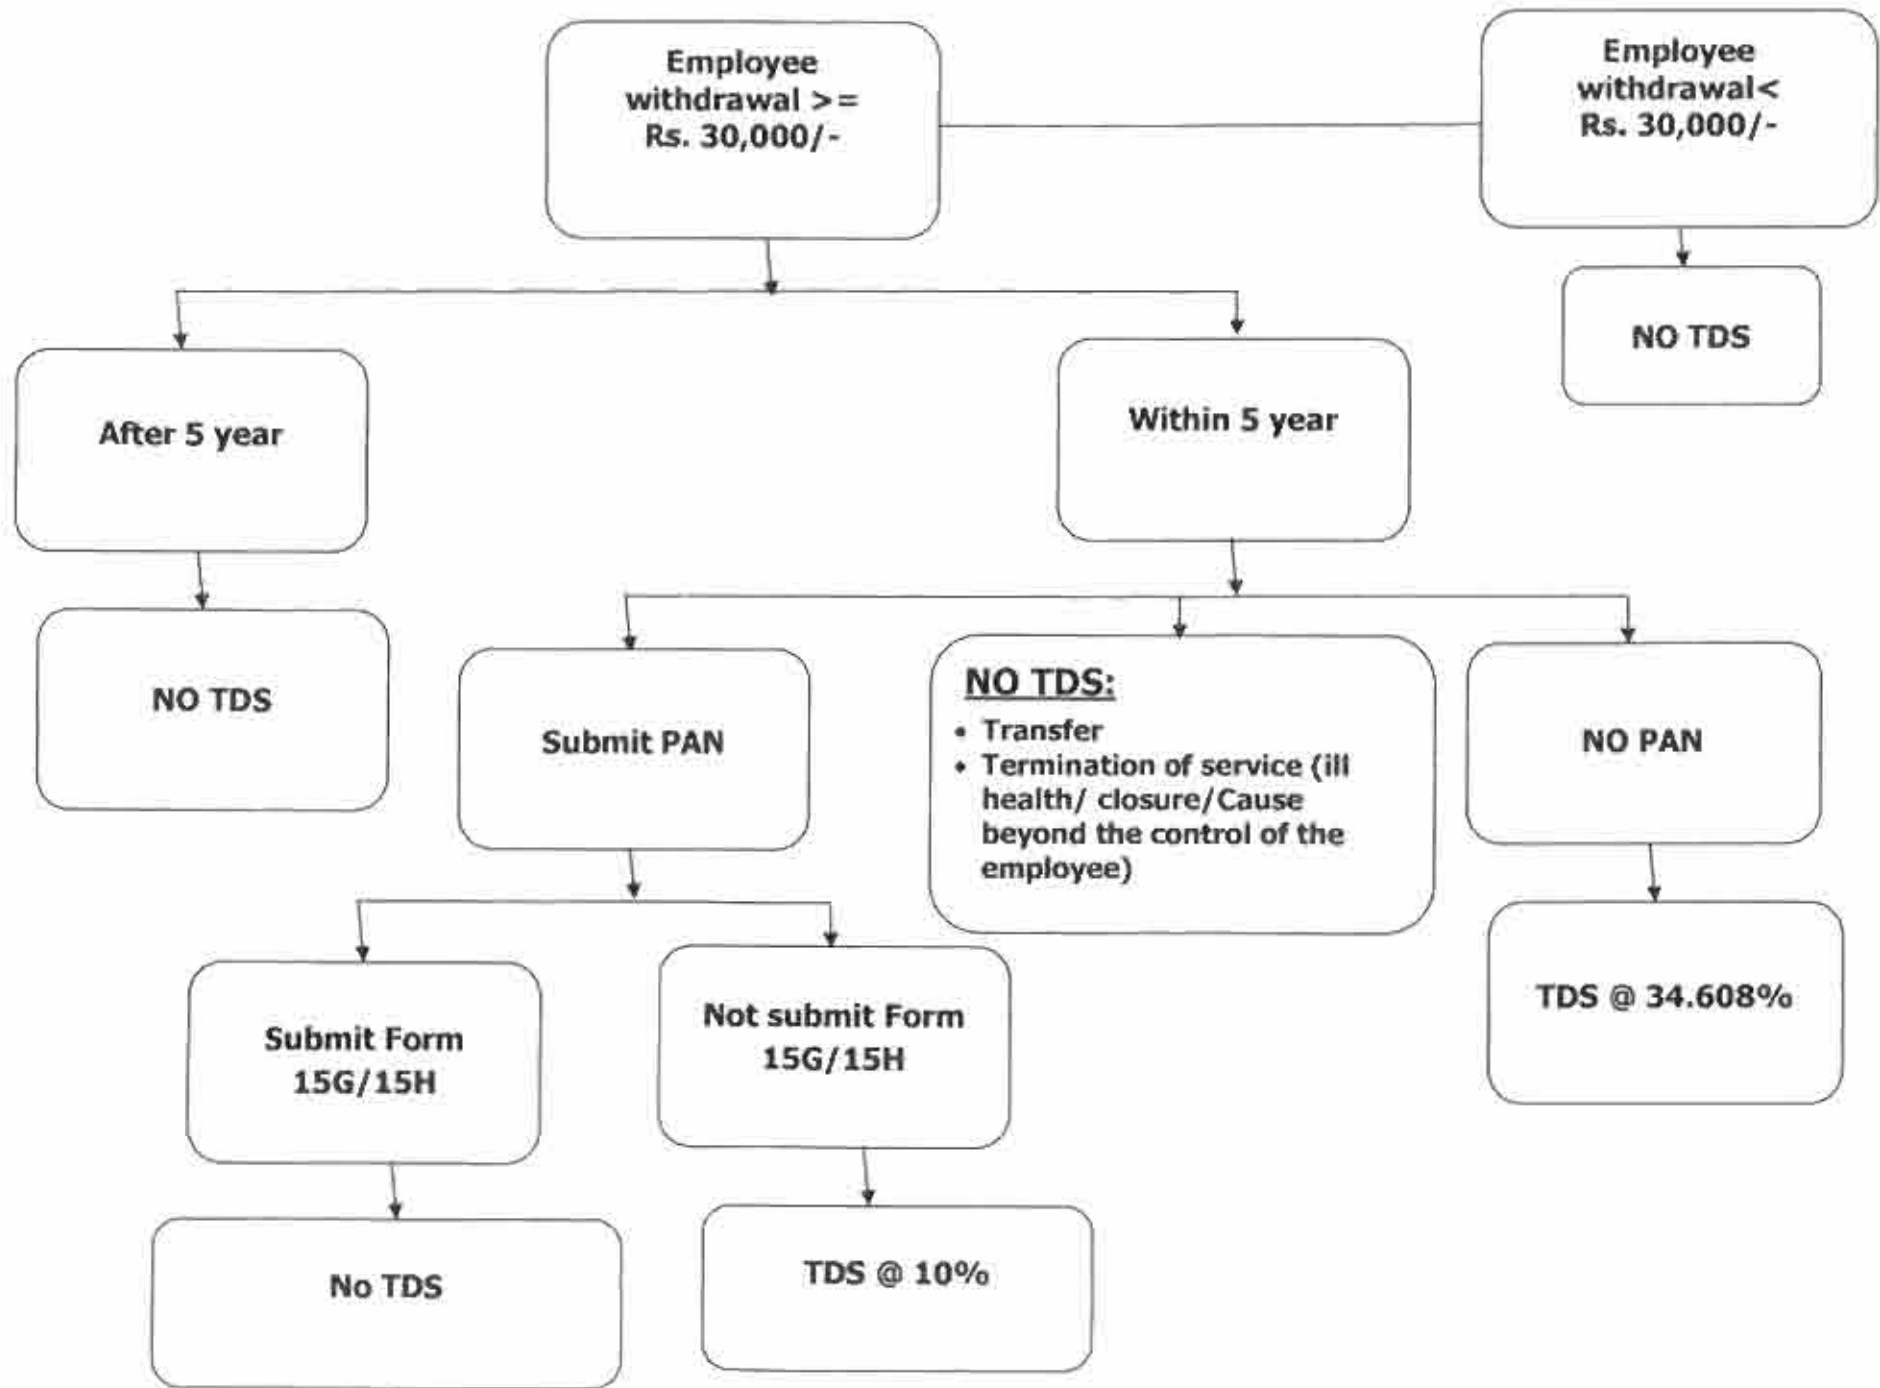 Employee
withdrawal >=
Rs. 30,000/-
Employee
withdrawal<
Rs. 30,000/-
NO TDS
After 5 year
Within 5 year
NO TDS
Submit PAN
NO TDS:
• Transfer
• Termination of service (ill
health/ closure/Cause
beyond the control of the
employee)
NO PAN
Submit Form
15G/15H
Not submit Form
15G/15H
TDS @ 34.608%
No TDS
TDS @ 10%